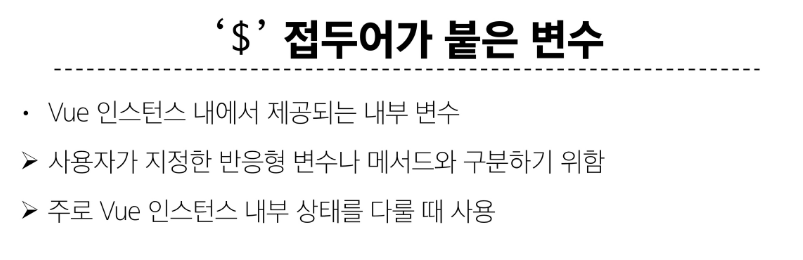 ‘$’ 접두어가 붙은 변수
• Vue 인스턴스 내에서 제공되는 내부 변수
➢ 사용자가 지정한 반응형 변수나 메서드와 구분하기 위함
➢ 주로 Vue 인스턴스 내부 상태를 다룰 때 사용